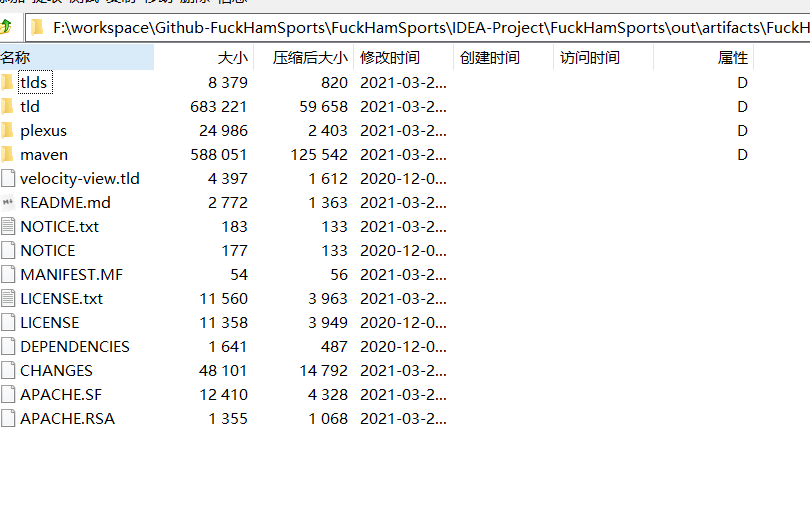 F:\workspace\Github-FuckHamSports\FuckHamSports\IDEA-Project\FuckHamSports\out\artifacts\FuckH
名称 大小 压缩后大小 修改时间 创建时间 访问时间 属性
tlds 8 379 820 2021-03-2... D
tld 683 221 59 658 2021-03-2... D
plexus 24 986 2 403 2021-03-2... D
maven 588 051 125 542 2021-03-2... D
velocity-view.tld 4 397 1 612 2020-12-0...
README.md 2 772 1 363 2021-03-2...
NOTICE.txt 183 133 2021-03-2...
NOTICE 177 133 2020-12-0...
MANIFEST.MF 54 56 2021-03-2...
LICENSE.txt 11 560 3 963 2021-03-2...
LICENSE 11 358 3 949 2020-12-0...
DEPENDENCIES 1 641 487 2020-12-0...
CHANGES 48 101 14 792 2021-03-2...
APACHE.SF 12 410 4 328 2021-03-2...
APACHE.RSA 1 355 1 068 2021-03-2...